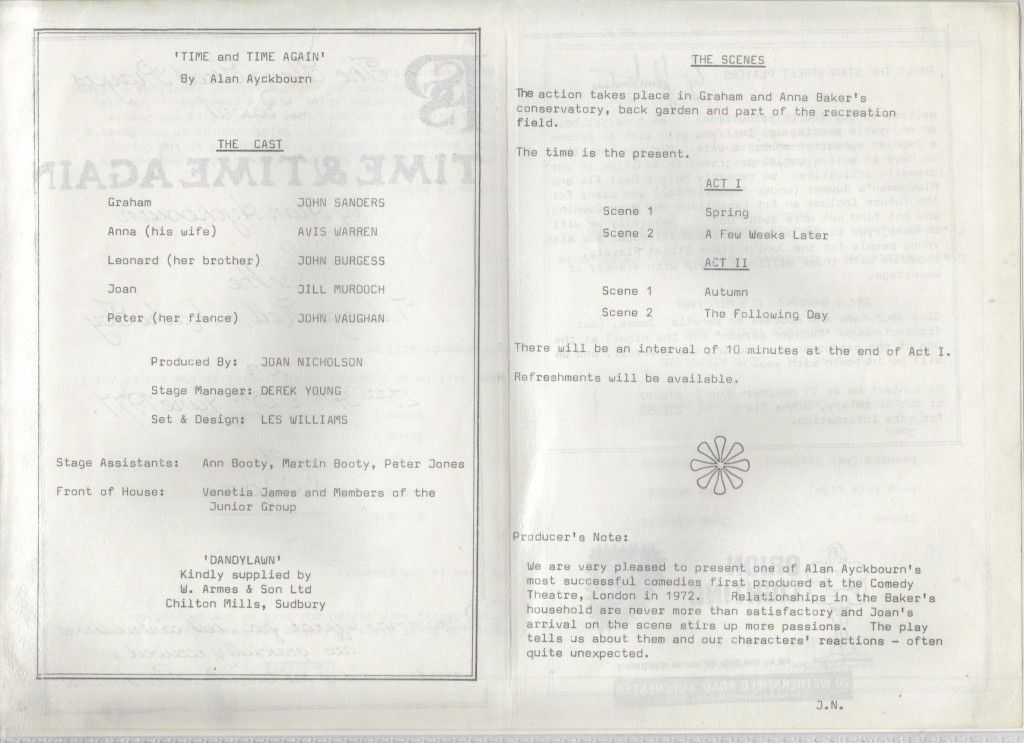 'TIME and TIME AGAIN'
By Alan Ayckbourn
THE CAST
Graham JOHN SANDERS
Anna (his wife) AVIS WARREN
Leonard (her brother) JOHN BURGESS
Joan JILL MURDOCH
Peter (her fiance) JOHN VAUGHAN
Produced By: JOAN NICHOLSON
Stage Manager: DEREK YOUNG
Set & Design: LES WILLIAMS
Stage Assistants: Ann Booty, Martin Booty, Peter Jones
Front of House: Venetia James and Members of the
Junior Group
'DANDYLAWN'
Kindly supplied by
W. Armes & Son Ltd
Chilton Mills, Sudbury
THE SCENES
The action takes place in Graham and Anna Baker's
conservatory, back garden and part of the recreation
field.
The time is the present.
ACT I
Scene 1 Spring
Scene 2 A Few Weeks Later
ACT II
Scene 1 Autumn
Scene 2 The Following Day
There will be an interval of 10 minutes at the end of Act I.
Refreshments will be available.
Producer's Note:
We are very pleased to present one of Alan Ayckbourn's
most successful comedies first produced at the Comedy
Theatre, London in 1972. Relationships in the Baker's
household are never more than satisfactory and Joan's
arrival on the scene stirs up more passions. The play
tells us about them and our characters' reactions - often
quite unexpected.
J.N.